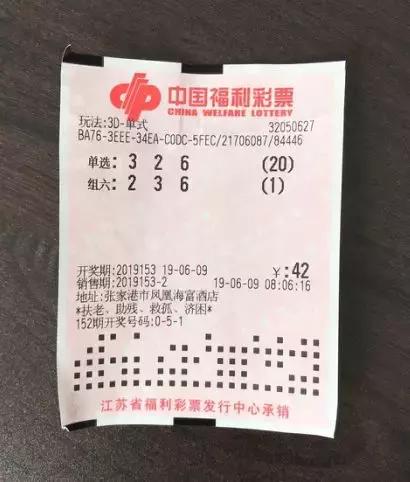 中国福利彩票
CHINA WELFARE LOTTERY
玩法:3D-单式 32050627
BA76-3EEE-34EA-C0DC-5FEC/21706087/84446
单选: 3 2 6 (20)
组六: 2 3 6 (1)
开奖期:2019153 19-06-09 ¥:42
销售期:2019153-2 19-06-09 08:06:16
地址:张家港市凤凰海富酒店
*扶老、助残、救孤、济困*
152期开奖号码:0-5-1
江苏省福利彩票发行中心承销